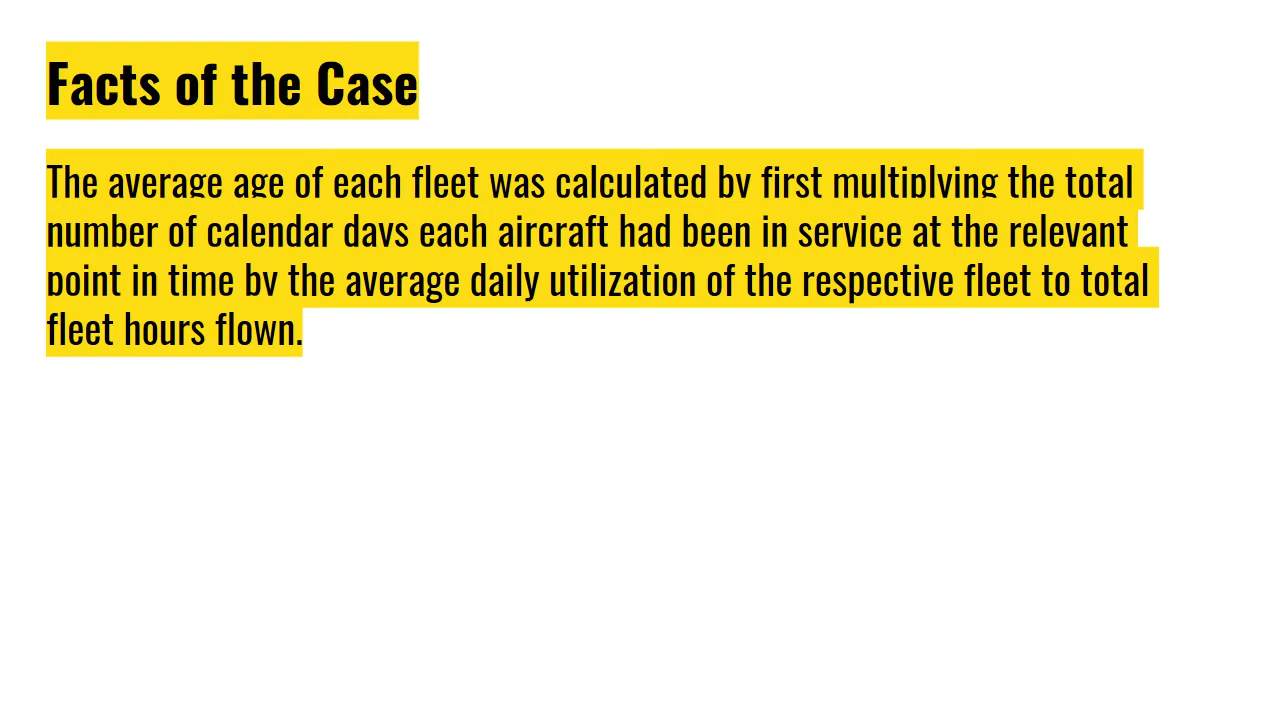 Facts of the Case
The average age of each fleet was calculated by first multiplying the total
number of calendar days each aircraft had been in service at the relevant
point in time by the average daily utilization of the respective fleet to total
fleet hours flown.